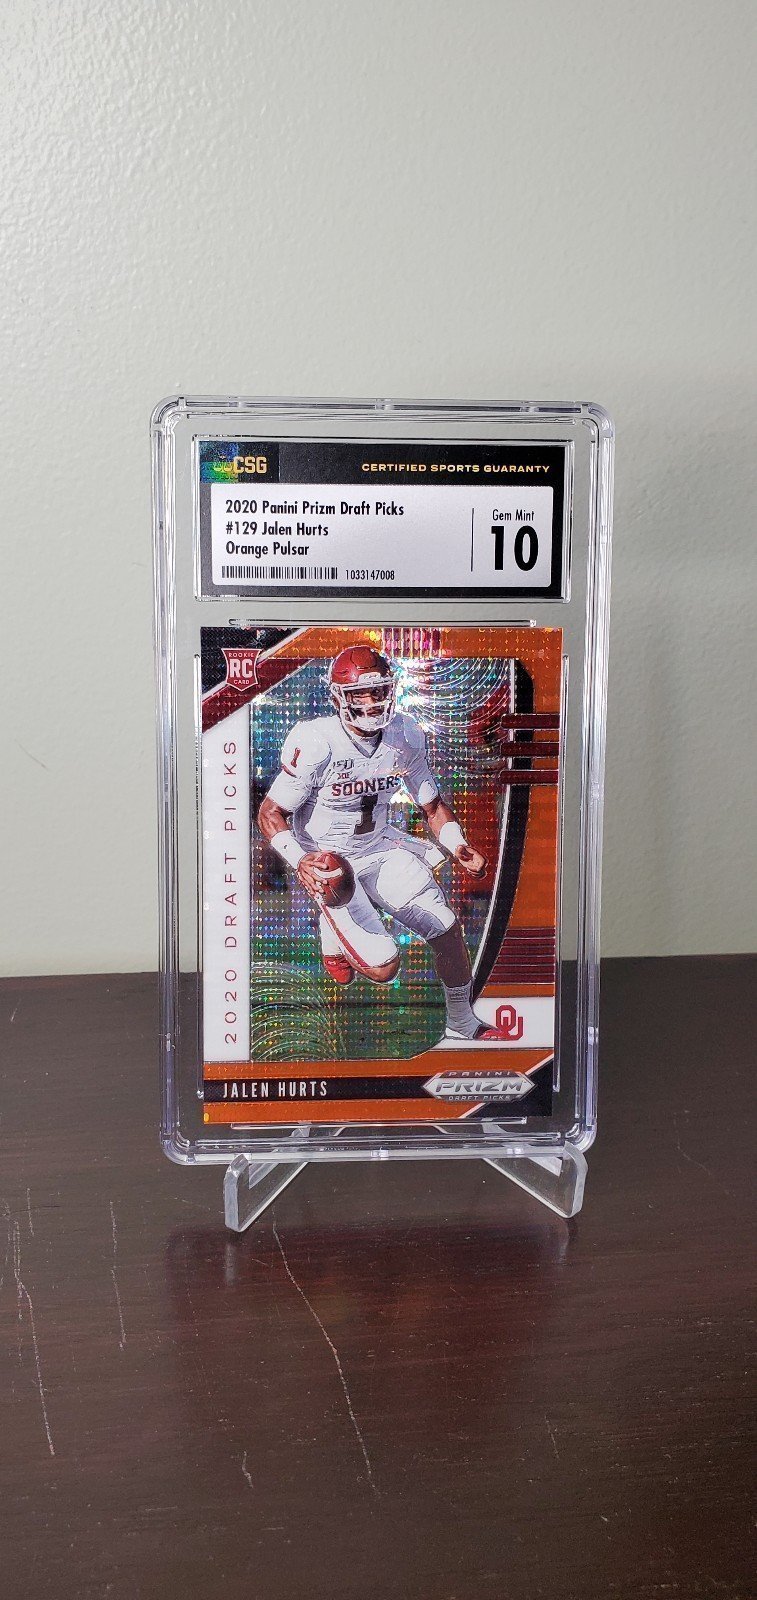 CSG
CERTIFIED SPORTS GUARANTY
2020 Panini Prizm Draft Picks
#129 Jalen Hurts
Orange Pulsar
1033147008
Gem Mint
10
ROOKIE
RC
CARD
2020 DRAFT PICKS
1
SOONERS
1
OU
JALEN HURTS
PANINI
PRIZM
DRAFT PICKS